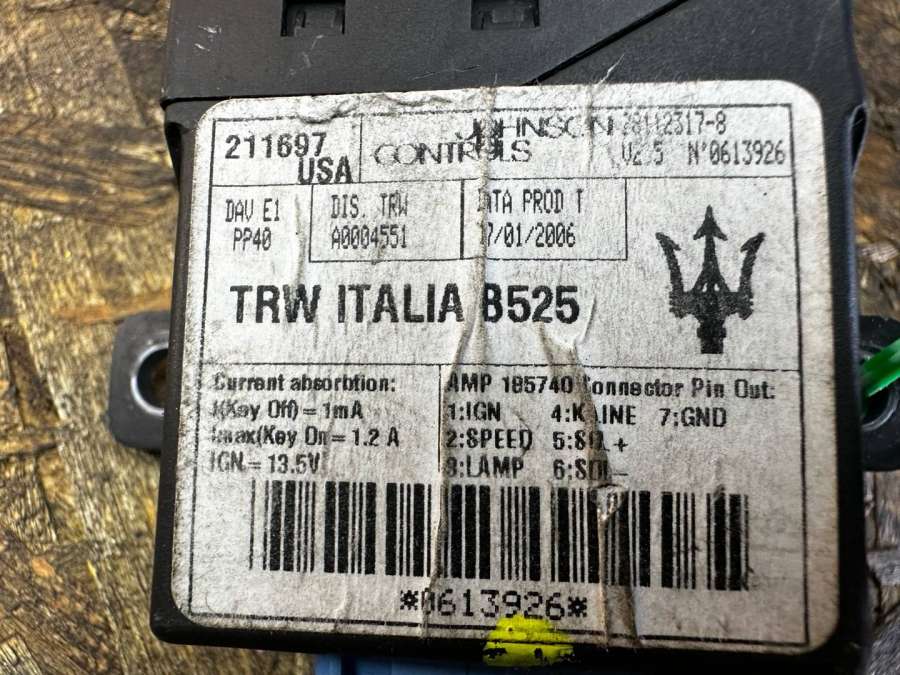 211697
USA
JOHNSON
CONTROLS
28112317-8
V2.5 N°0613926
DAV E1
PP40
DIS. TRW
A0004551
DATA PROD T
7/01/2006
TRW ITALIA B525
Current absorbtion:
I(Key Off)=1mA
Imax(Key On=1.2 A
IGN.=13.5V
AMP 185740 Connector Pin Out:
1:IGN 4:K LINE 7:GND
2:SPEED 5:SOL+
3:LAMP 6:SOL-
*0613926*